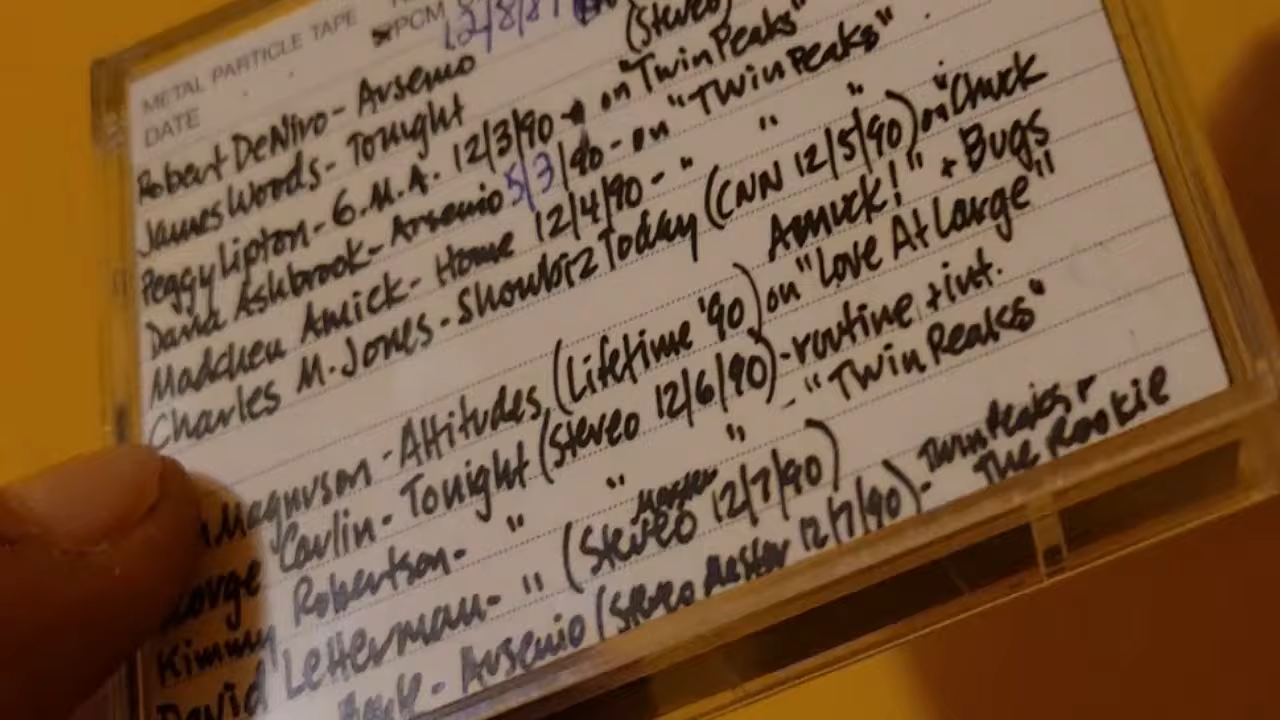 METAL PARTICLE TAPE
PCM
DATE
12/8/8
(Stereo)
Robert DeNiro - Arsenio
James Woods - Tonight
Peggy Lipton - G.M.A. 12/3/90 - on "Twin Peaks"
Dana Ashbrook - Arsenio 5/3/90 - on "Twin Peaks"
Madchen Amick - Home 12/4/90 - " " "
Charles M. Jones - Showbiz Today (CNN 12/5/90) on "Chuck
Amuck!" + Bugs
Magnuson - Attitudes (Lifetime '90) on "Love At Large"
George Carlin - Tonight (Stereo 12/6/90) - routine + int.
Kimmy Robertson - " " " - "Twin Peaks"
David Letterman - " (Stereo Master 12/7/90)
- Arsenio (Stereo Master 12/7/90) - Twin Peaks +
The Rookie